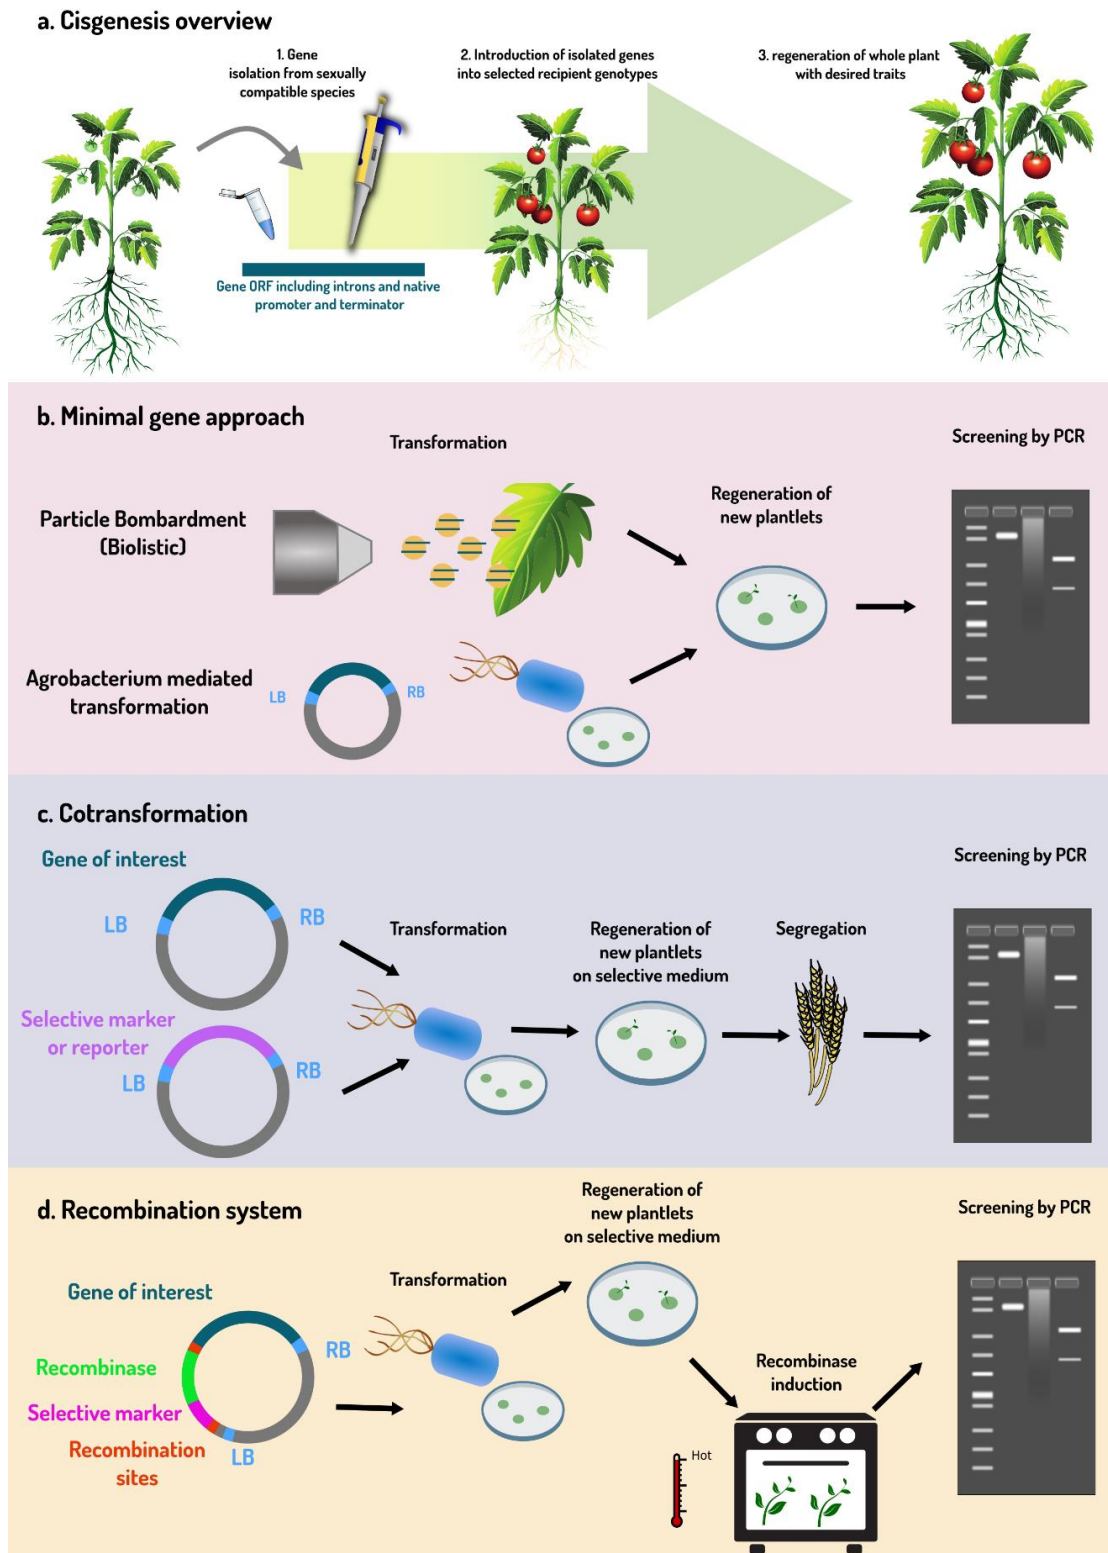 a. Cisgenesis overview
1. Gene
isolation from sexually
compatible species
2. Introduction of isolated genes
into selected recipient genotypes
3. regeneration of whole plant
with desired traits
Gene ORF including introns and native
promoter and terminator
b. Minimal gene approach
Transformation
Screening by PCR
Particle Bombardment
(Biolistic)
Regeneration of
new plantlets
Agrobacterium mediated
transformation
LB
RB
c. Cotransformation
Gene of interest
LB
RB
Selective marker
or reporter
LB
RB
Transformation
Regeneration of
new plantlets
on selective medium
Segregation
Screening by PCR
d. Recombination system
Gene of interest
RB
Recombinase
Selective marker
Recombination
sites
LB
Transformation
Regeneration of
new plantlets
on selective medium
Recombinase
induction
Hot
Screening by PCR